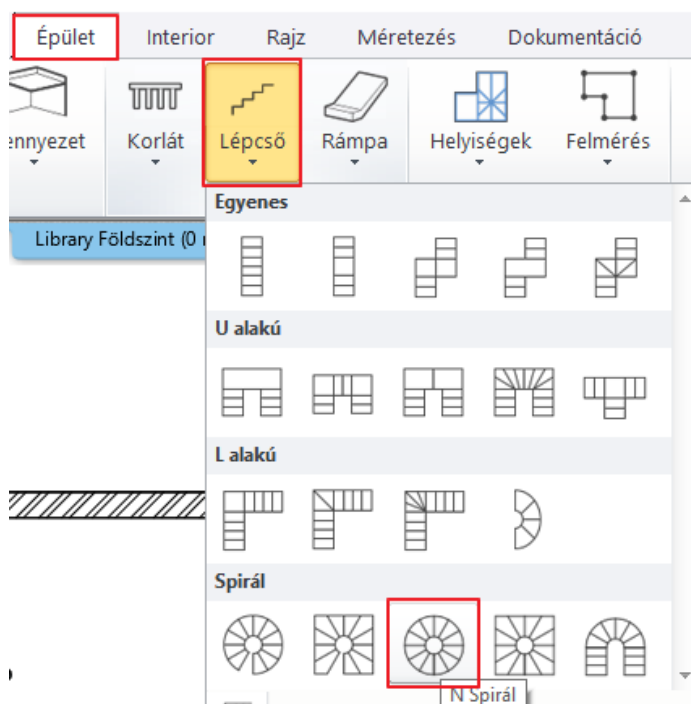 Épület Interior Rajz Méretezés Dokumentáció
ennyezet Korlát Lépcső Rámpa Helyiségek Felmérés
Egyenes
Library Földszint (0
U alakú
L alakú
Spirál
N Spirál